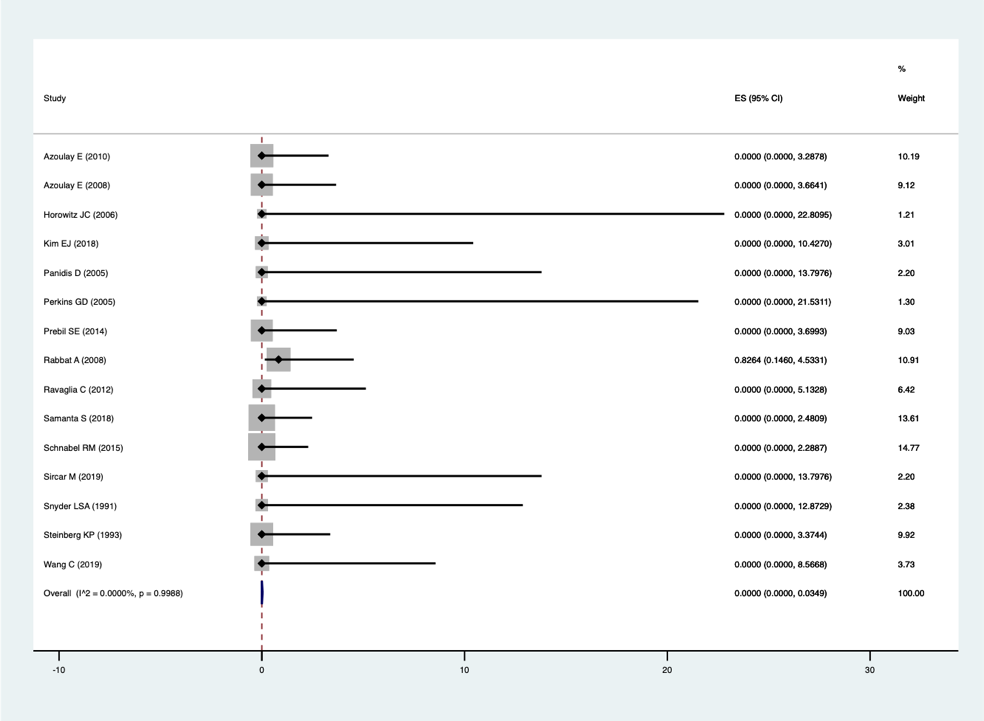 %
Study ES (95% CI) Weight
Azoulay E (2010) 0.0000 (0.0000, 3.2878) 10.19
Azoulay E (2008) 0.0000 (0.0000, 3.6641) 9.12
Horowitz JC (2006) 0.0000 (0.0000, 22.8095) 1.21
Kim EJ (2018) 0.0000 (0.0000, 10.4270) 3.01
Panidis D (2005) 0.0000 (0.0000, 13.7976) 2.20
Perkins GD (2005) 0.0000 (0.0000, 21.5311) 1.30
Prebil SE (2014) 0.0000 (0.0000, 3.6993) 9.03
Rabbat A (2008) 0.8264 (0.1460, 4.5331) 10.91
Ravaglia C (2012) 0.0000 (0.0000, 5.1328) 6.42
Samanta S (2018) 0.0000 (0.0000, 2.4809) 13.61
Schnabel RM (2015) 0.0000 (0.0000, 2.2887) 14.77
Sircar M (2019) 0.0000 (0.0000, 13.7976) 2.20
Snyder LSA (1991) 0.0000 (0.0000, 12.8729) 2.38
Steinberg KP (1993) 0.0000 (0.0000, 3.3744) 9.92
Wang C (2019) 0.0000 (0.0000, 8.5668) 3.73
Overall (I^2 = 0.0000%, p = 0.9988) 0.0000 (0.0000, 0.0349) 100.00
-10 0 10 20 30